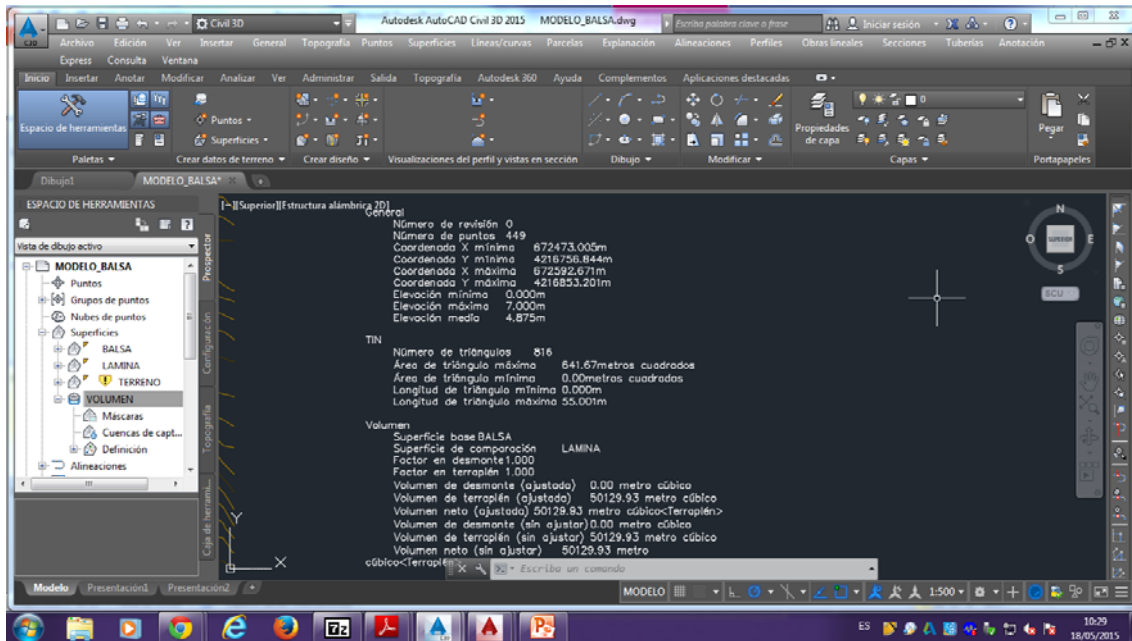 Civil 3D
Autodesk AutoCAD Civil 3D 2015 MODELO_BALSA.dwg
Escriba palabra clave o frase
Iniciar sesión
C3D
Archivo Edición Ver Insertar General Topografía Puntos Superficies Líneas/curvas Parcelas Explanación Alineaciones Perfiles Obras lineales Secciones Tuberías Anotación
Express Consulta Ventana
Inicio Insertar Anotar Modificar Analizar Ver Administrar Salida Topografía Autodesk 360 Ayuda Complementos Aplicaciones destacadas
Espacio de herramientas
Puntos
Superficies
Propiedades de capa
0
Pegar
Paletas Crear datos de terreno Crear diseño Visualizaciones del perfil y vistas en sección Dibujo Modificar Capas Portapapeles
Dibujo1 MODELO_BALSA*
ESPACIO DE HERRAMIENTAS
Vista de dibujo activo
MODELO_BALSA
Puntos
Grupos de puntos
Nubes de puntos
Superficies
BALSA
LAMINA
TERRENO
VOLUMEN
Máscaras
Cuencas de capt...
Definición
Alineaciones
Prospector
Configuración
Topografía
Caja de herrami...
[-][Superior][Estructura alámbrica 2D]
General
Número de revisión 0
Número de puntos 449
Coordenada X mínima 672473.005m
Coordenada Y mínima 4216756.844m
Coordenada X máxima 672592.671m
Coordenada Y máxima 4216853.201m
Elevación mínima 0.000m
Elevación máxima 7.000m
Elevación media 4.875m
TIN
Número de triángulos 816
Área de triángulo máxima 641.67metros cuadrados
Área de triángulo mínima 0.00metros cuadrados
Longitud de triángulo mínima 0.000m
Longitud de triángulo máxima 55.001m
Volumen
Superficie base BALSA
Superficie de comparación LAMINA
Factor en desmonte1.000
Factor en terraplén 1.000
Volumen de desmonte (ajustada) 0.00 metro cúbico
Volumen de terraplén (ajustada) 50129.93 metro cúbico
Volumen neto (ajustada) 50129.93 metro cúbico<Terraplén>
Volumen de desmonte (sin ajustar)0.00 metro cúbico
Volumen de terraplén (sin ajustar) 50129.93 metro cúbico
Volumen neto (sin ajustar) 50129.93 metro
cúbico<Terraplén
N
O SUPERIOR E
S
SCU
Y
X
Escriba un comando
Modelo Presentación1 Presentación2
MODELO
1:500
ES
10:29
18/05/2015